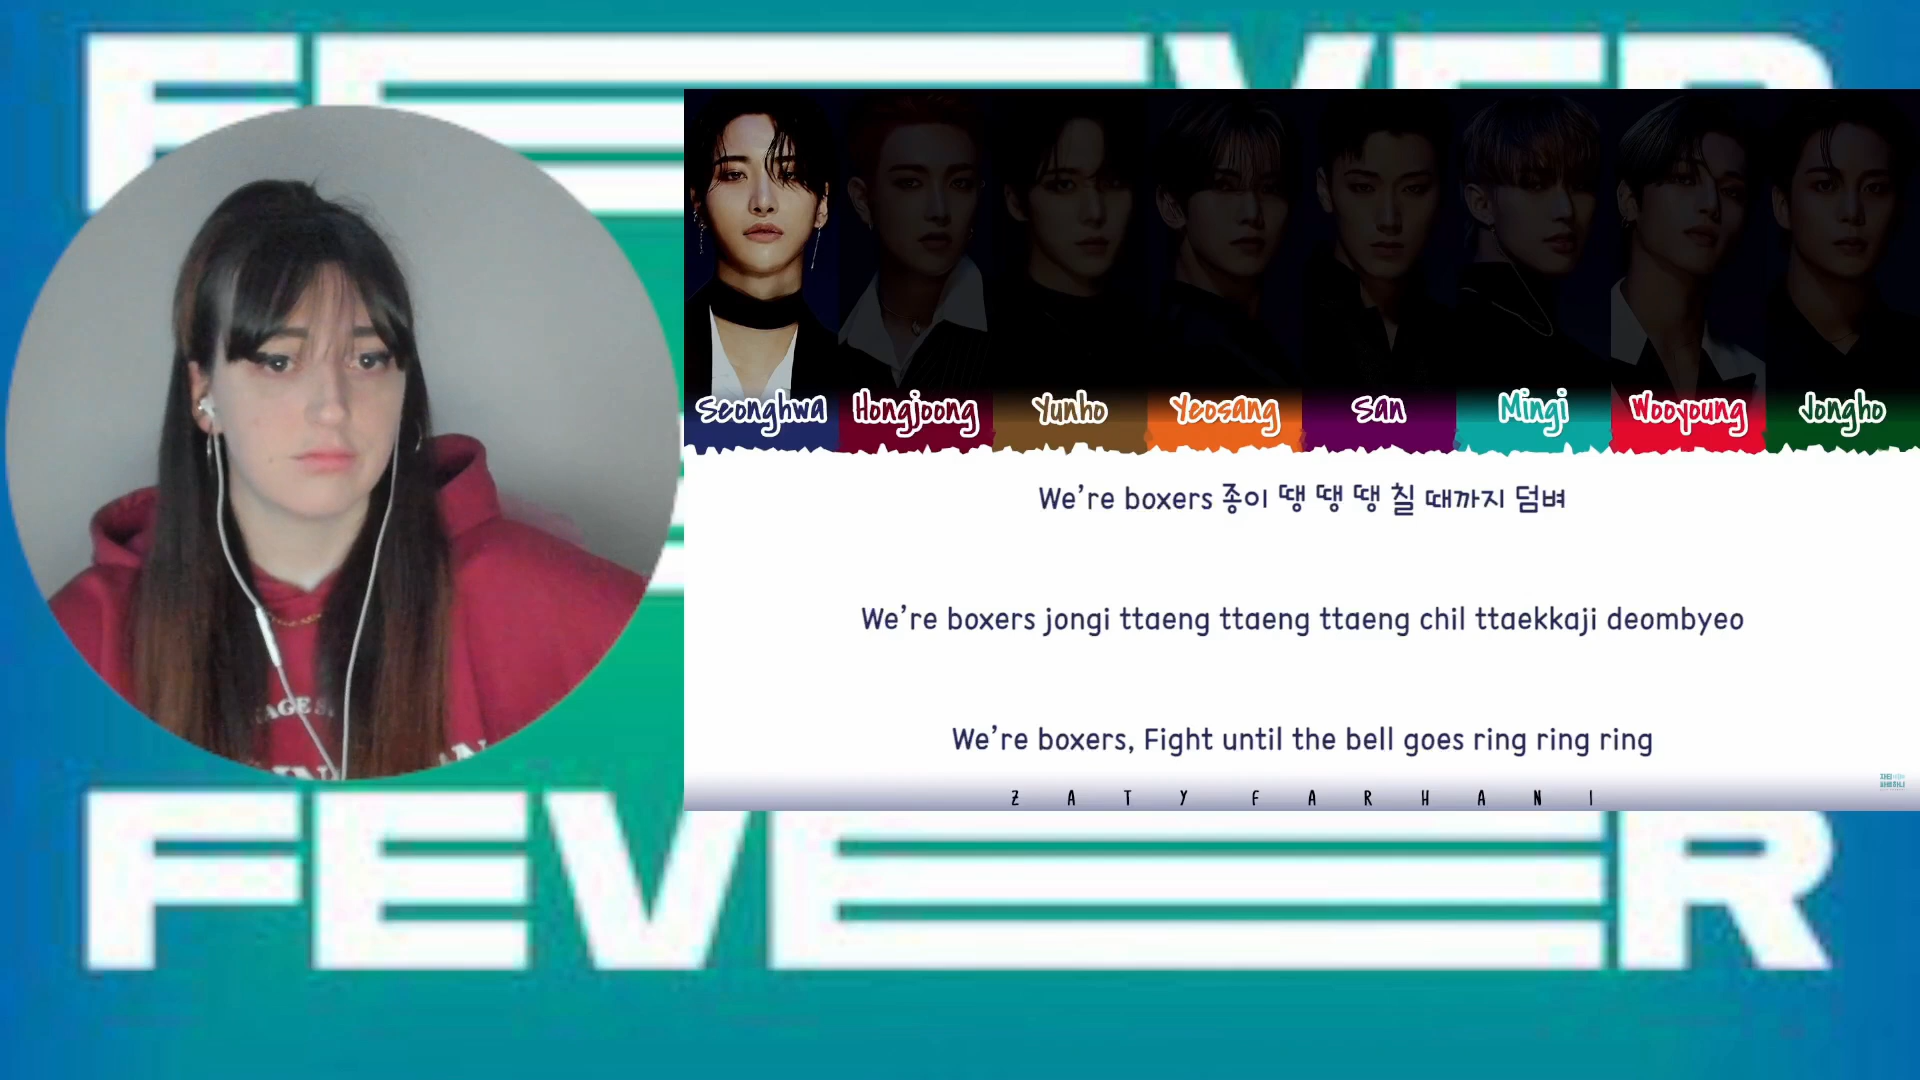 FEVER
Seonghwa Hongjoong Yunho Yeosang San Mingi Wooyoung Jongho
We're boxers 종이 땡 땡 땡 칠 때까지 덤벼
We're boxers jongi ttaeng ttaeng ttaeng chil ttaekkaji deombyeo
We're boxers, Fight until the bell goes ring ring ring
ZATY FARHANI
FEVER